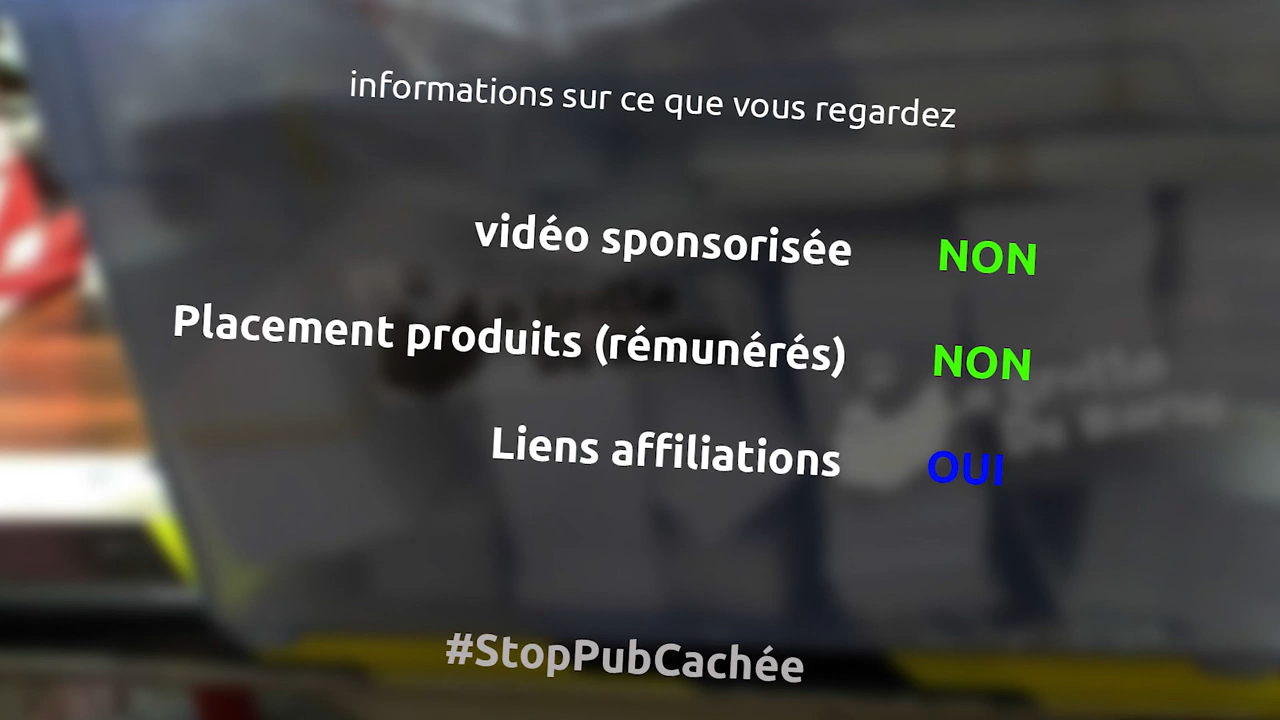 informations sur ce que vous regardez
vidéo sponsorisée NON
Placement produits (rémunérés) NON
Liens affiliations OUI
#StopPubCachée